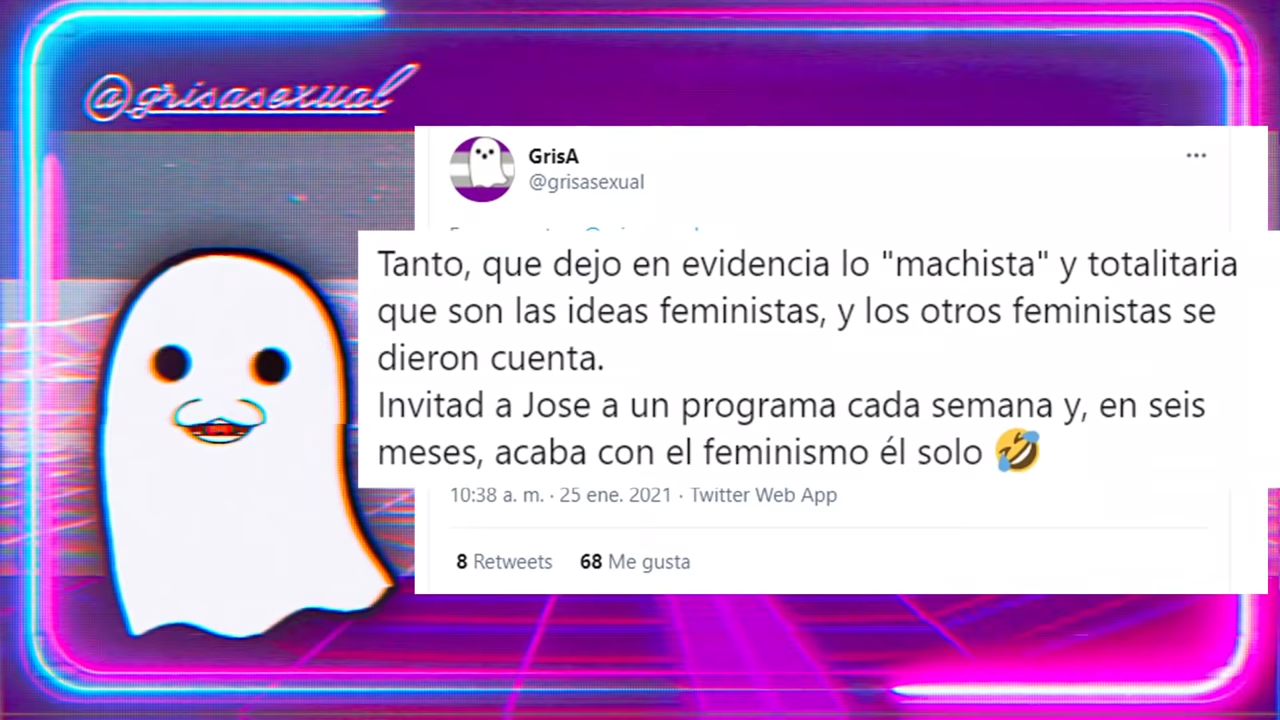 @grisasexual
GrisA
@grisasexual
Tanto, que dejo en evidencia lo "machista" y totalitaria
que son las ideas feministas, y los otros feministas se
dieron cuenta.
Invitad a Jose a un programa cada semana y, en seis
meses, acaba con el feminismo él solo 🤣
10:38 a. m. · 25 ene. 2021 · Twitter Web App
8 Retweets 68 Me gusta